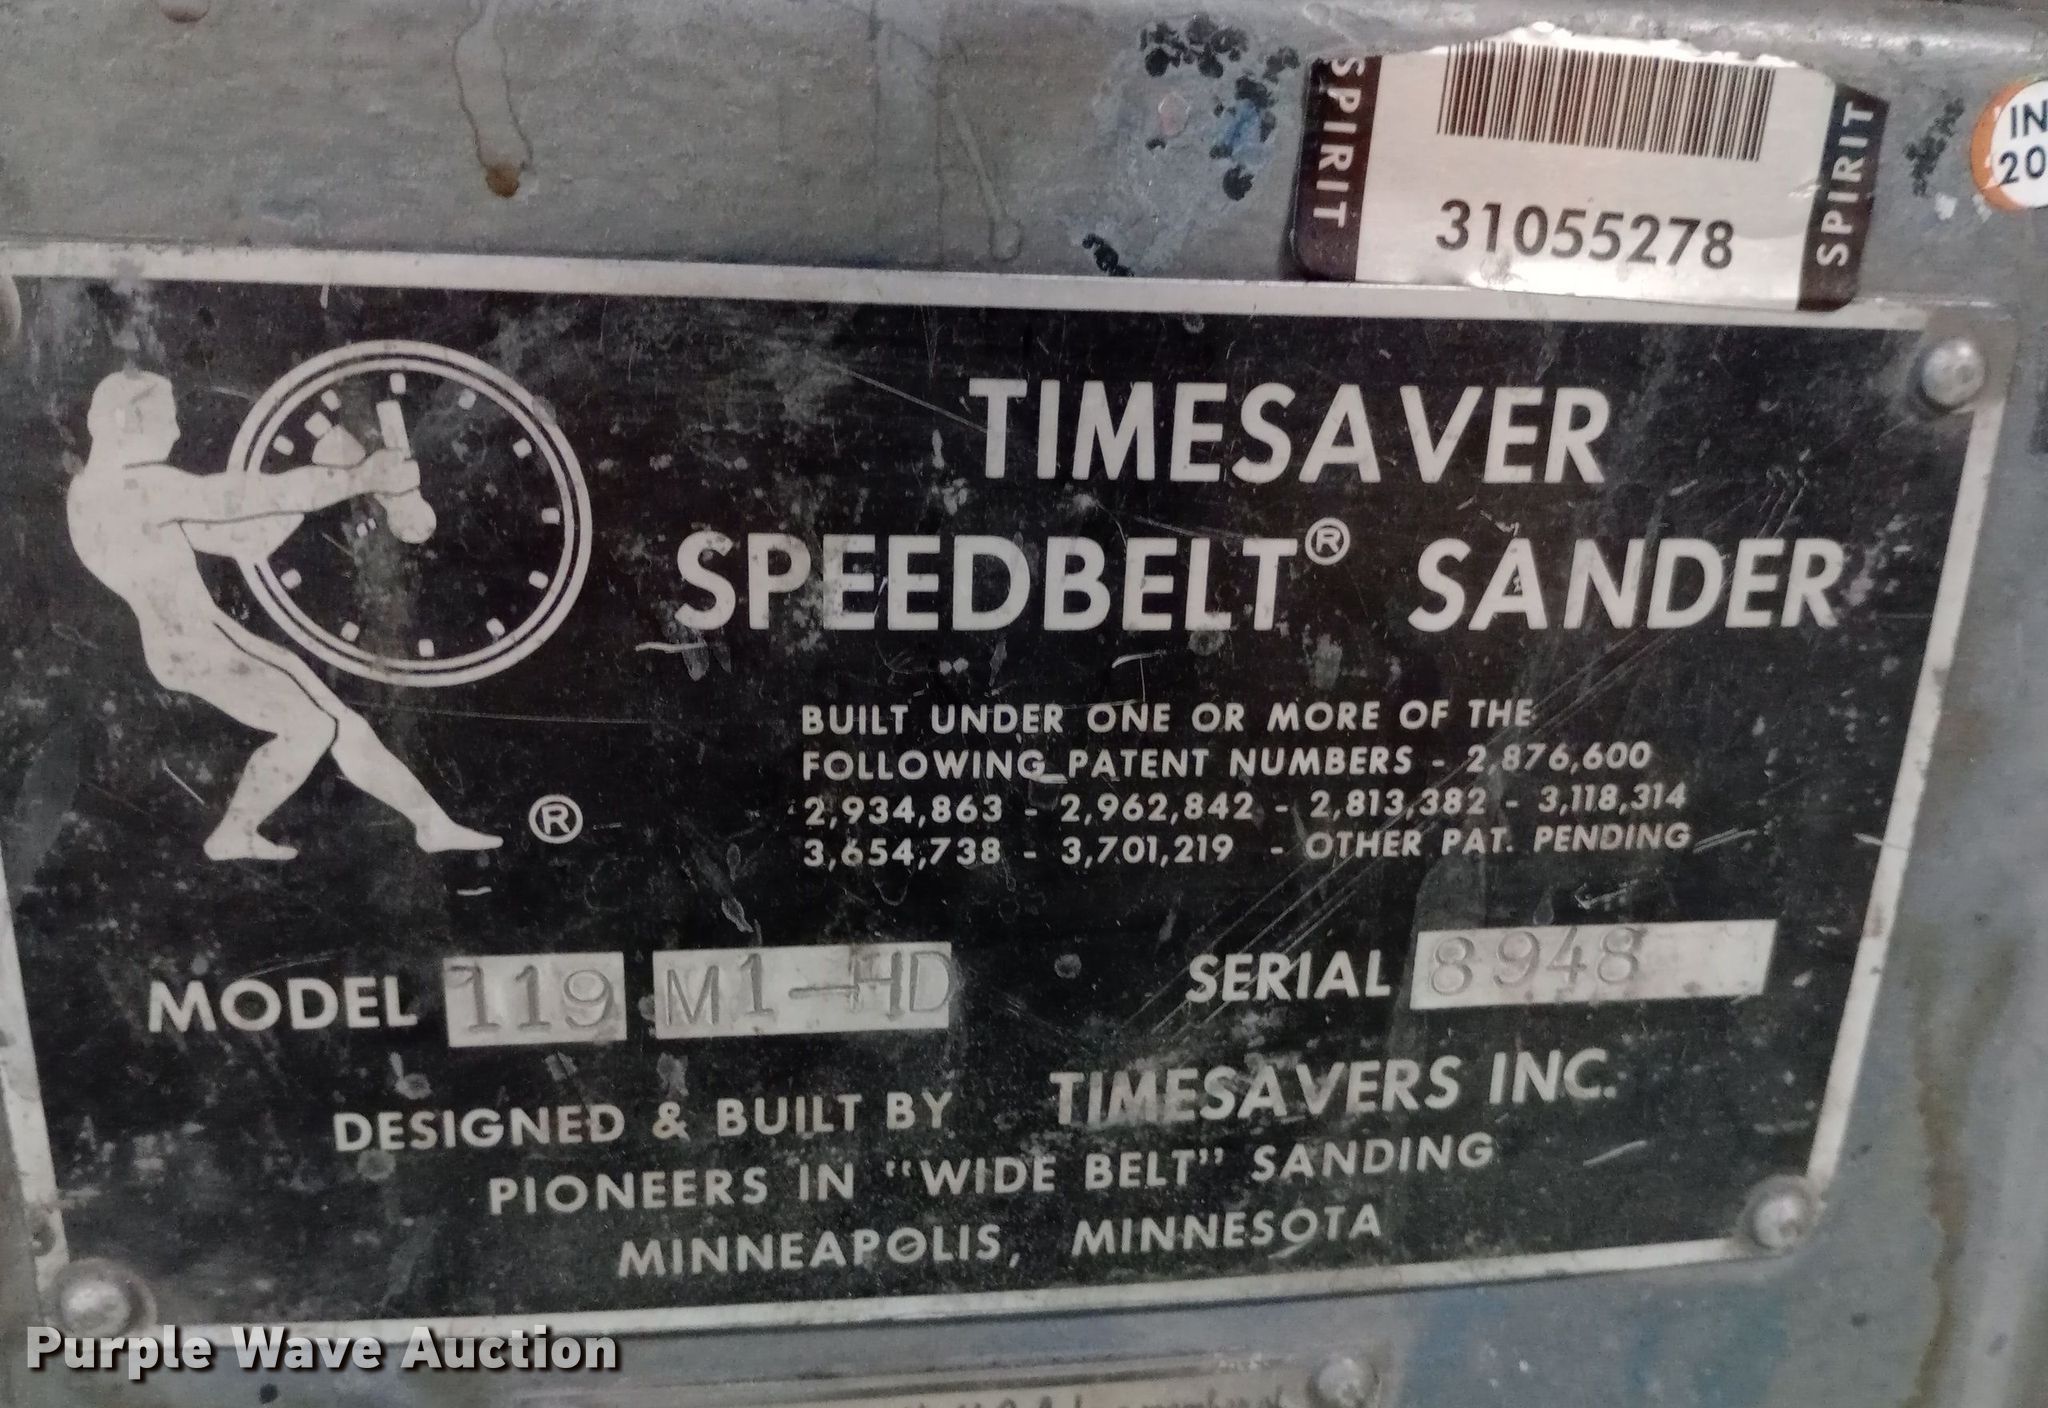 SPIRIT
31055278
SPIRIT
IN
20
TIMESAVER
SPEEDBELT® SANDER
BUILT UNDER ONE OR MORE OF THE
FOLLOWING PATENT NUMBERS - 2,876,600
2,934,863 - 2,962,842 - 2,813,382 - 3,118,314
3,654,738 - 3,701,219 - OTHER PAT. PENDING
®
MODEL 119 M1-HD SERIAL 8948
DESIGNED & BUILT BY TIMESAVERS INC.
PIONEERS IN "WIDE BELT" SANDING
MINNEAPOLIS, MINNESOTA
Purple Wave Auction